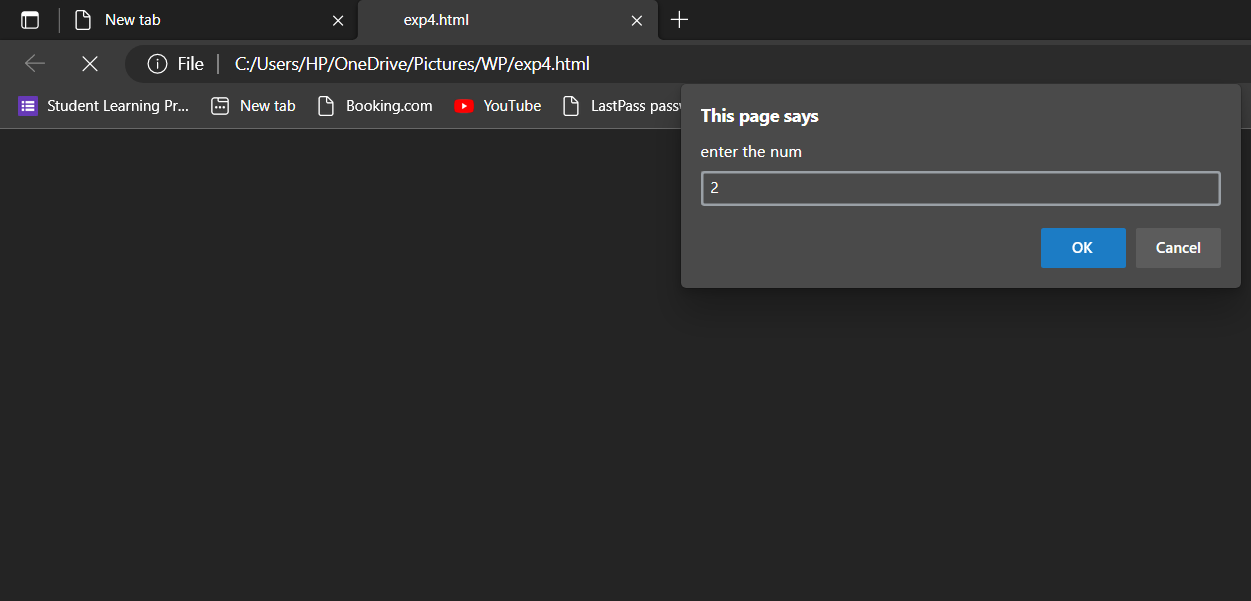 New tab
exp4.html
File
C:/Users/HP/OneDrive/Pictures/WP/exp4.html
Student Learning Pr...
New tab
Booking.com
YouTube
LastPass passw
This page says
enter the num
2
OK
Cancel